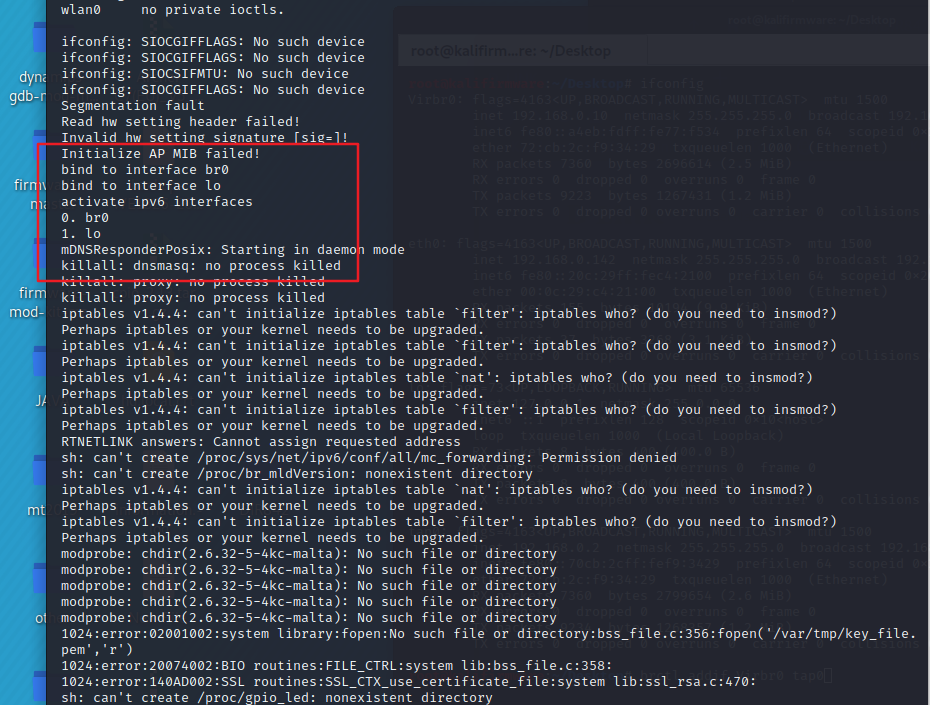 wlan0     no private ioctls.
ifconfig: SIOCGIFFLAGS: No such device
ifconfig: SIOCGIFFLAGS: No such device
ifconfig: SIOCSIFMTU: No such device
ifconfig: SIOCGIFFLAGS: No such device
Segmentation fault
Read hw setting header failed!
Invalid hw setting signature [sig=]!
Initialize AP MIB failed!
bind to interface br0
bind to interface lo
activate ipv6 interfaces
0. br0
1. lo
mDNSResponderPosix: Starting in daemon mode
killall: dnsmasq: no process killed
killall: proxy: no process killed
killall: proxy: no process killed
iptables v1.4.4: can't initialize iptables table `filter': iptables who? (do you need to insmod?)
Perhaps iptables or your kernel needs to be upgraded.
iptables v1.4.4: can't initialize iptables table `filter': iptables who? (do you need to insmod?)
Perhaps iptables or your kernel needs to be upgraded.
iptables v1.4.4: can't initialize iptables table `nat': iptables who? (do you need to insmod?)
Perhaps iptables or your kernel needs to be upgraded.
iptables v1.4.4: can't initialize iptables table `filter': iptables who? (do you need to insmod?)
Perhaps iptables or your kernel needs to be upgraded.
RTNETLINK answers: Cannot assign requested address
sh: can't create /proc/sys/net/ipv6/conf/all/mc_forwarding: Permission denied
sh: can't create /proc/br_mldVersion: nonexistent directory
iptables v1.4.4: can't initialize iptables table `nat': iptables who? (do you need to insmod?)
Perhaps iptables or your kernel needs to be upgraded.
iptables v1.4.4: can't initialize iptables table `filter': iptables who? (do you need to insmod?)
Perhaps iptables or your kernel needs to be upgraded.
modprobe: chdir(2.6.32-5-4kc-malta): No such file or directory
modprobe: chdir(2.6.32-5-4kc-malta): No such file or directory
modprobe: chdir(2.6.32-5-4kc-malta): No such file or directory
modprobe: chdir(2.6.32-5-4kc-malta): No such file or directory
modprobe: chdir(2.6.32-5-4kc-malta): No such file or directory
1024:error:02001002:system library:fopen:No such file or directory:bss_file.c:356:fopen('/var/tmp/key_file.
pem','r')
1024:error:20074002:BIO routines:FILE_CTRL:system lib:bss_file.c:358:
1024:error:140AD002:SSL routines:SSL_CTX_use_certificate_file:system lib:ssl_rsa.c:470:
sh: can't create /proc/gpio_led: nonexistent directory
root@kalifirm...re: ~/Desktop
dyna
gdb-m
firmw
ma
firm
mod-
JA
mt
ot